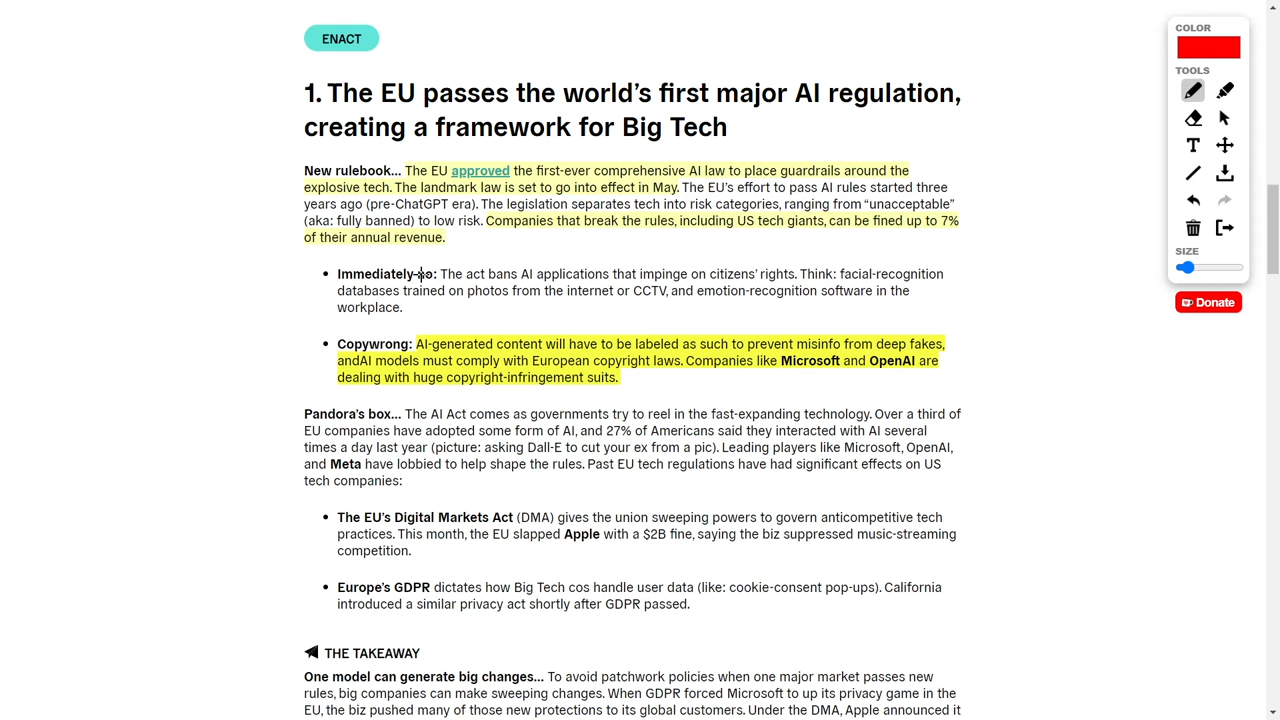 ENACT
1. The EU passes the world's first major AI regulation,
creating a framework for Big Tech
New rulebook... The EU approved the first-ever comprehensive AI law to place guardrails around the
explosive tech. The landmark law is set to go into effect in May. The EU's effort to pass AI rules started three
years ago (pre-ChatGPT era). The legislation separates tech into risk categories, ranging from “unacceptable”
(aka: fully banned) to low risk. Companies that break the rules, including US tech giants, can be fined up to 7%
of their annual revenue.
• Immediately-no: The act bans AI applications that impinge on citizens' rights. Think: facial-recognition
databases trained on photos from the internet or CCTV, and emotion-recognition software in the
workplace.
• Copywrong: AI-generated content will have to be labeled as such to prevent misinfo from deep fakes,
andAI models must comply with European copyright laws. Companies like Microsoft and OpenAI are
dealing with huge copyright-infringement suits.
Pandora's box... The AI Act comes as governments try to reel in the fast-expanding technology. Over a third of
EU companies have adopted some form of AI, and 27% of Americans said they interacted with AI several
times a day last year (picture: asking Dall-E to cut your ex from a pic). Leading players like Microsoft, OpenAI,
and Meta have lobbied to help shape the rules. Past EU tech regulations have had significant effects on US
tech companies:
• The EU's Digital Markets Act (DMA) gives the union sweeping powers to govern anticompetitive tech
practices. This month, the EU slapped Apple with a $2B fine, saying the biz suppressed music-streaming
competition.
• Europe's GDPR dictates how Big Tech cos handle user data (like: cookie-consent pop-ups). California
introduced a similar privacy act shortly after GDPR passed.
THE TAKEAWAY
One model can generate big changes... To avoid patchwork policies when one major market passes new
rules, big companies can make sweeping changes. When GDPR forced Microsoft to up its privacy game in the
EU, the biz pushed many of those new protections to its global customers. Under the DMA, Apple announced it
COLOR
TOOLS
T
SIZE
Donate